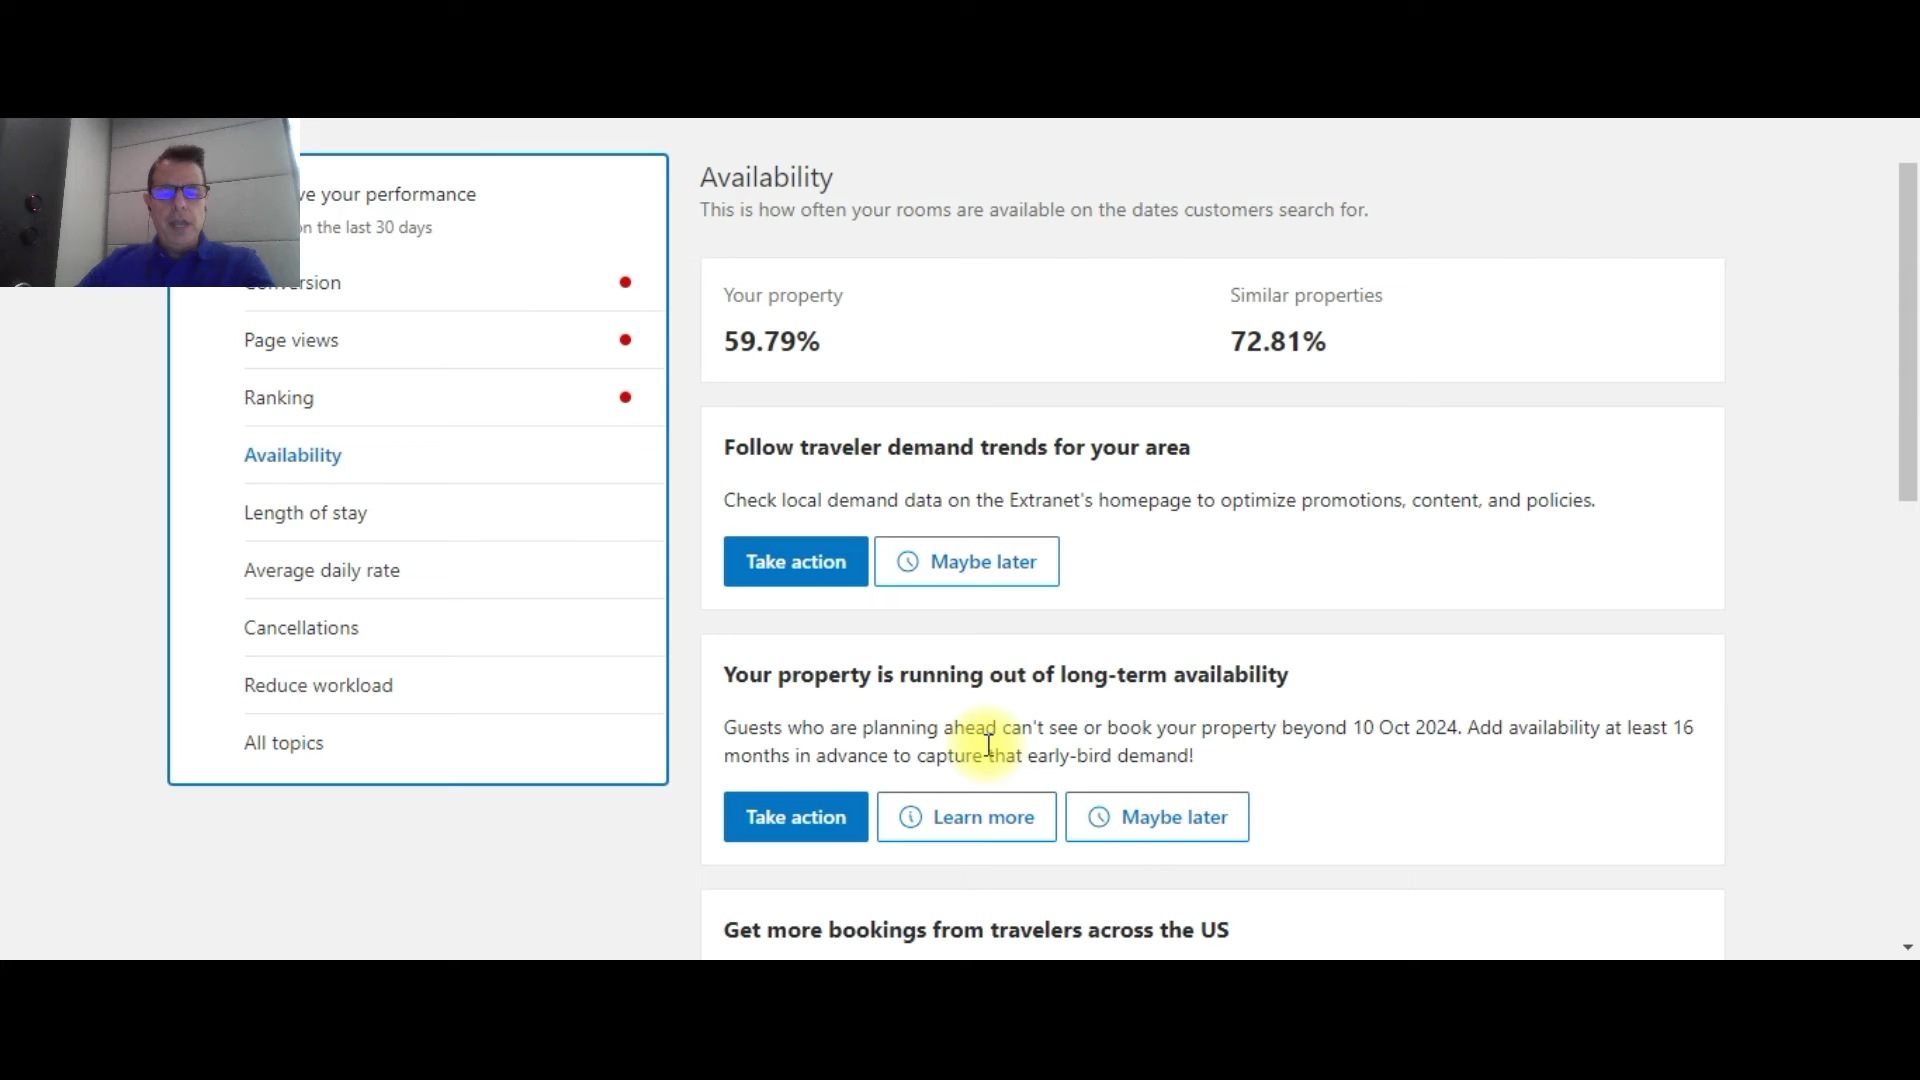 ve your performance
n the last 30 days
Conversion
Page views
Ranking
Availability
Length of stay
Average daily rate
Cancellations
Reduce workload
All topics
Availability
This is how often your rooms are available on the dates customers search for.
Your property
Similar properties
59.79%
72.81%
Follow traveler demand trends for your area
Check local demand data on the Extranet's homepage to optimize promotions, content, and policies.
Take action
Maybe later
Your property is running out of long-term availability
Guests who are planning ahead can't see or book your property beyond 10 Oct 2024. Add availability at least 16
months in advance to capture that early-bird demand!
Take action
Learn more
Maybe later
Get more bookings from travelers across the US